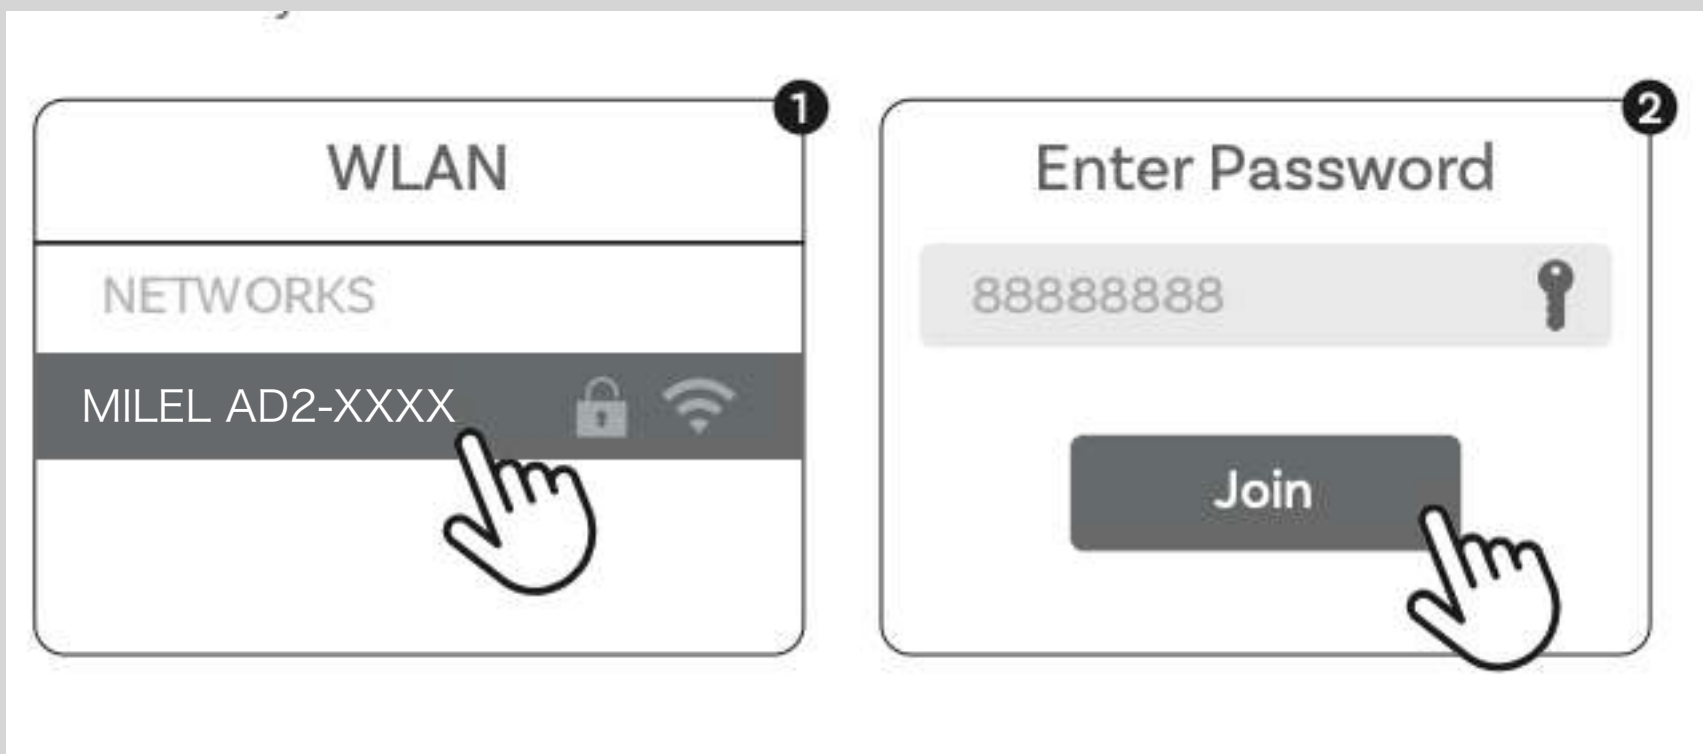 1
WLAN
NETWORKS
MILEL AD2-XXXX
2
Enter Password
88888888
Join